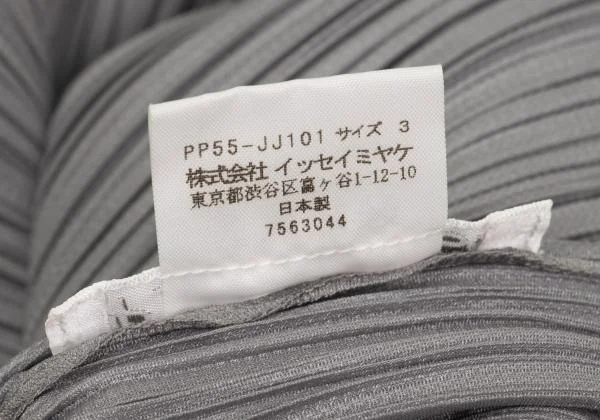 PP55-JJ101 サイズ 3
株式会社 イッセイミヤケ
東京都渋谷区富ヶ谷1-12-10
日本製
7563044